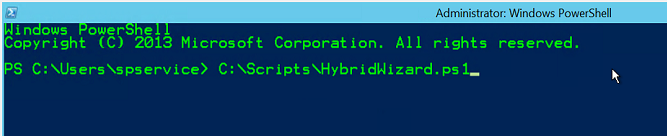 Administrator: Windows PowerShell
Windows PowerShell
Copyright (C) 2013 Microsoft Corporation. All rights reserved.
PS C:\Users\spservice> C:\Scripts\HybridWizard.ps1